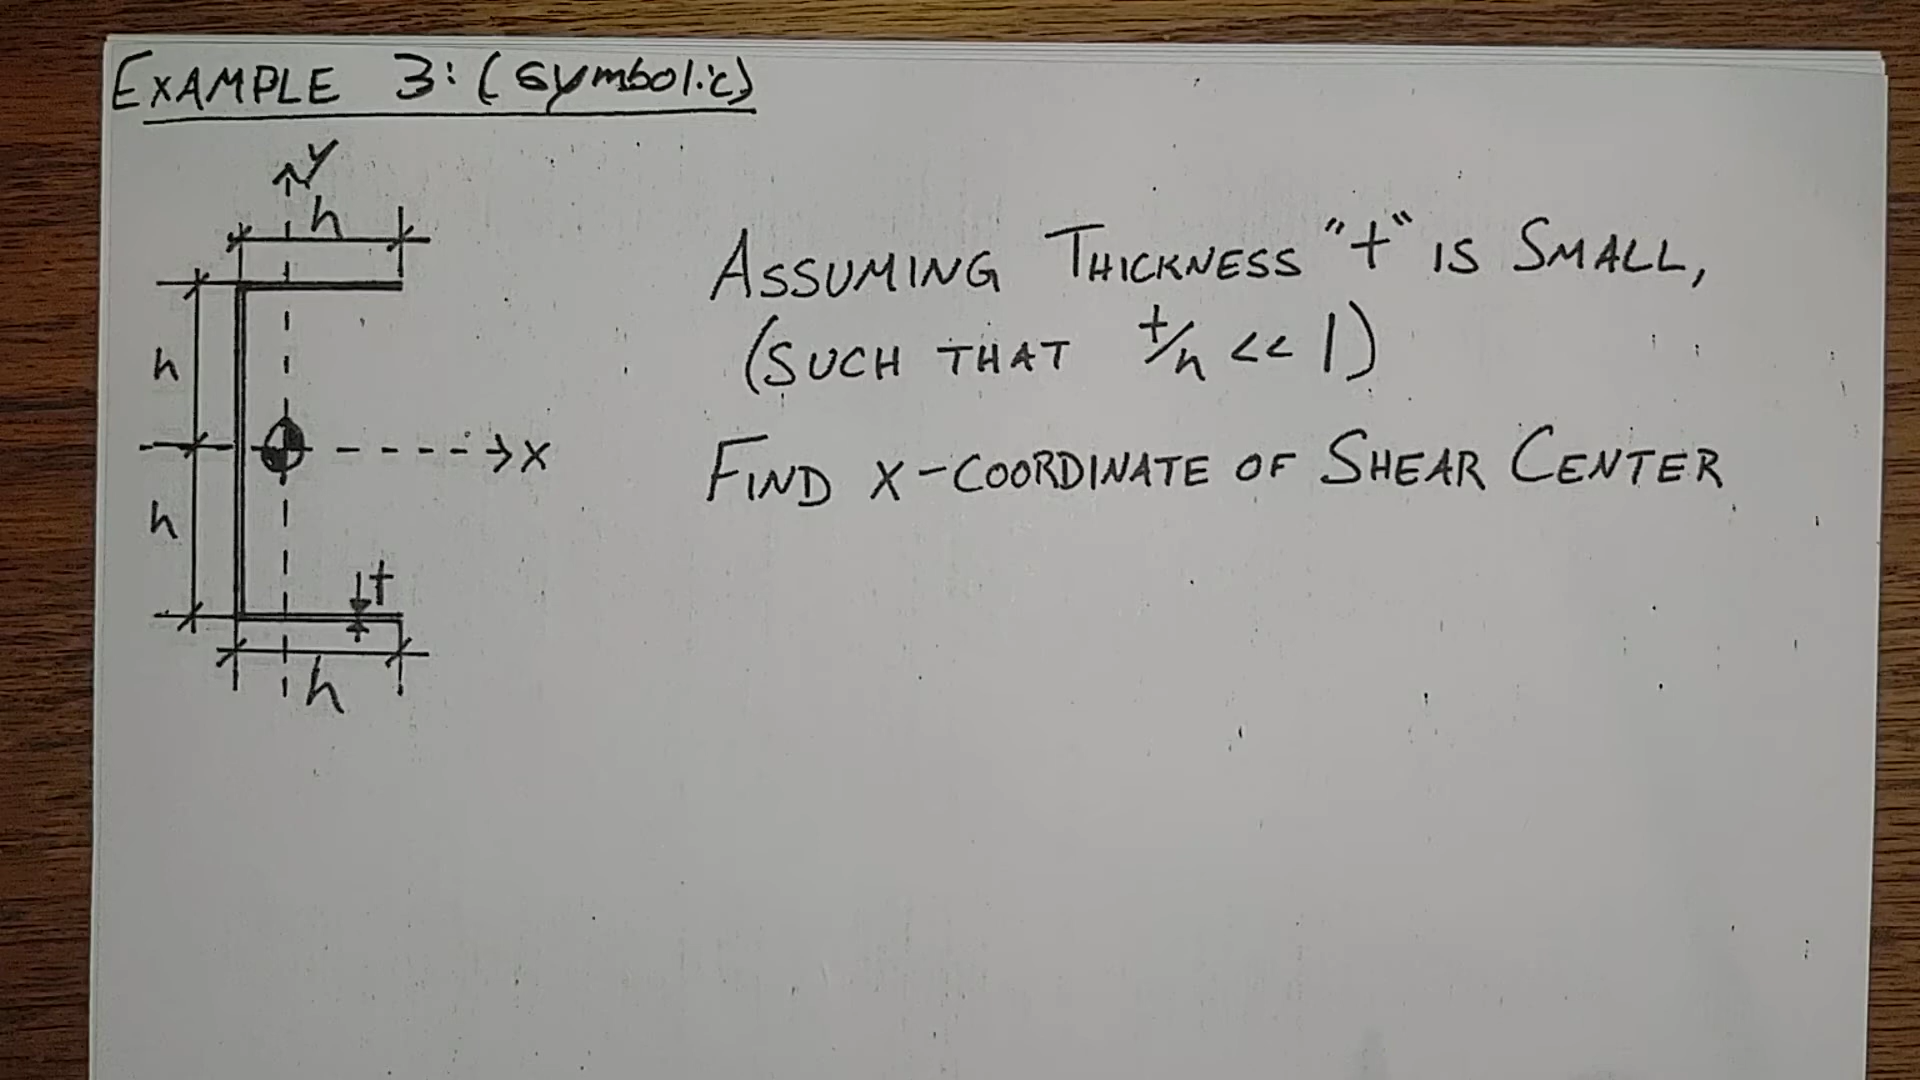 EXAMPLE 3: (symbolic)
y
h
h
ASSUMING THICKNESS "t" IS SMALL,
(SUCH THAT t/h << 1)
x
FIND X-COORDINATE OF SHEAR CENTER
h
t
h